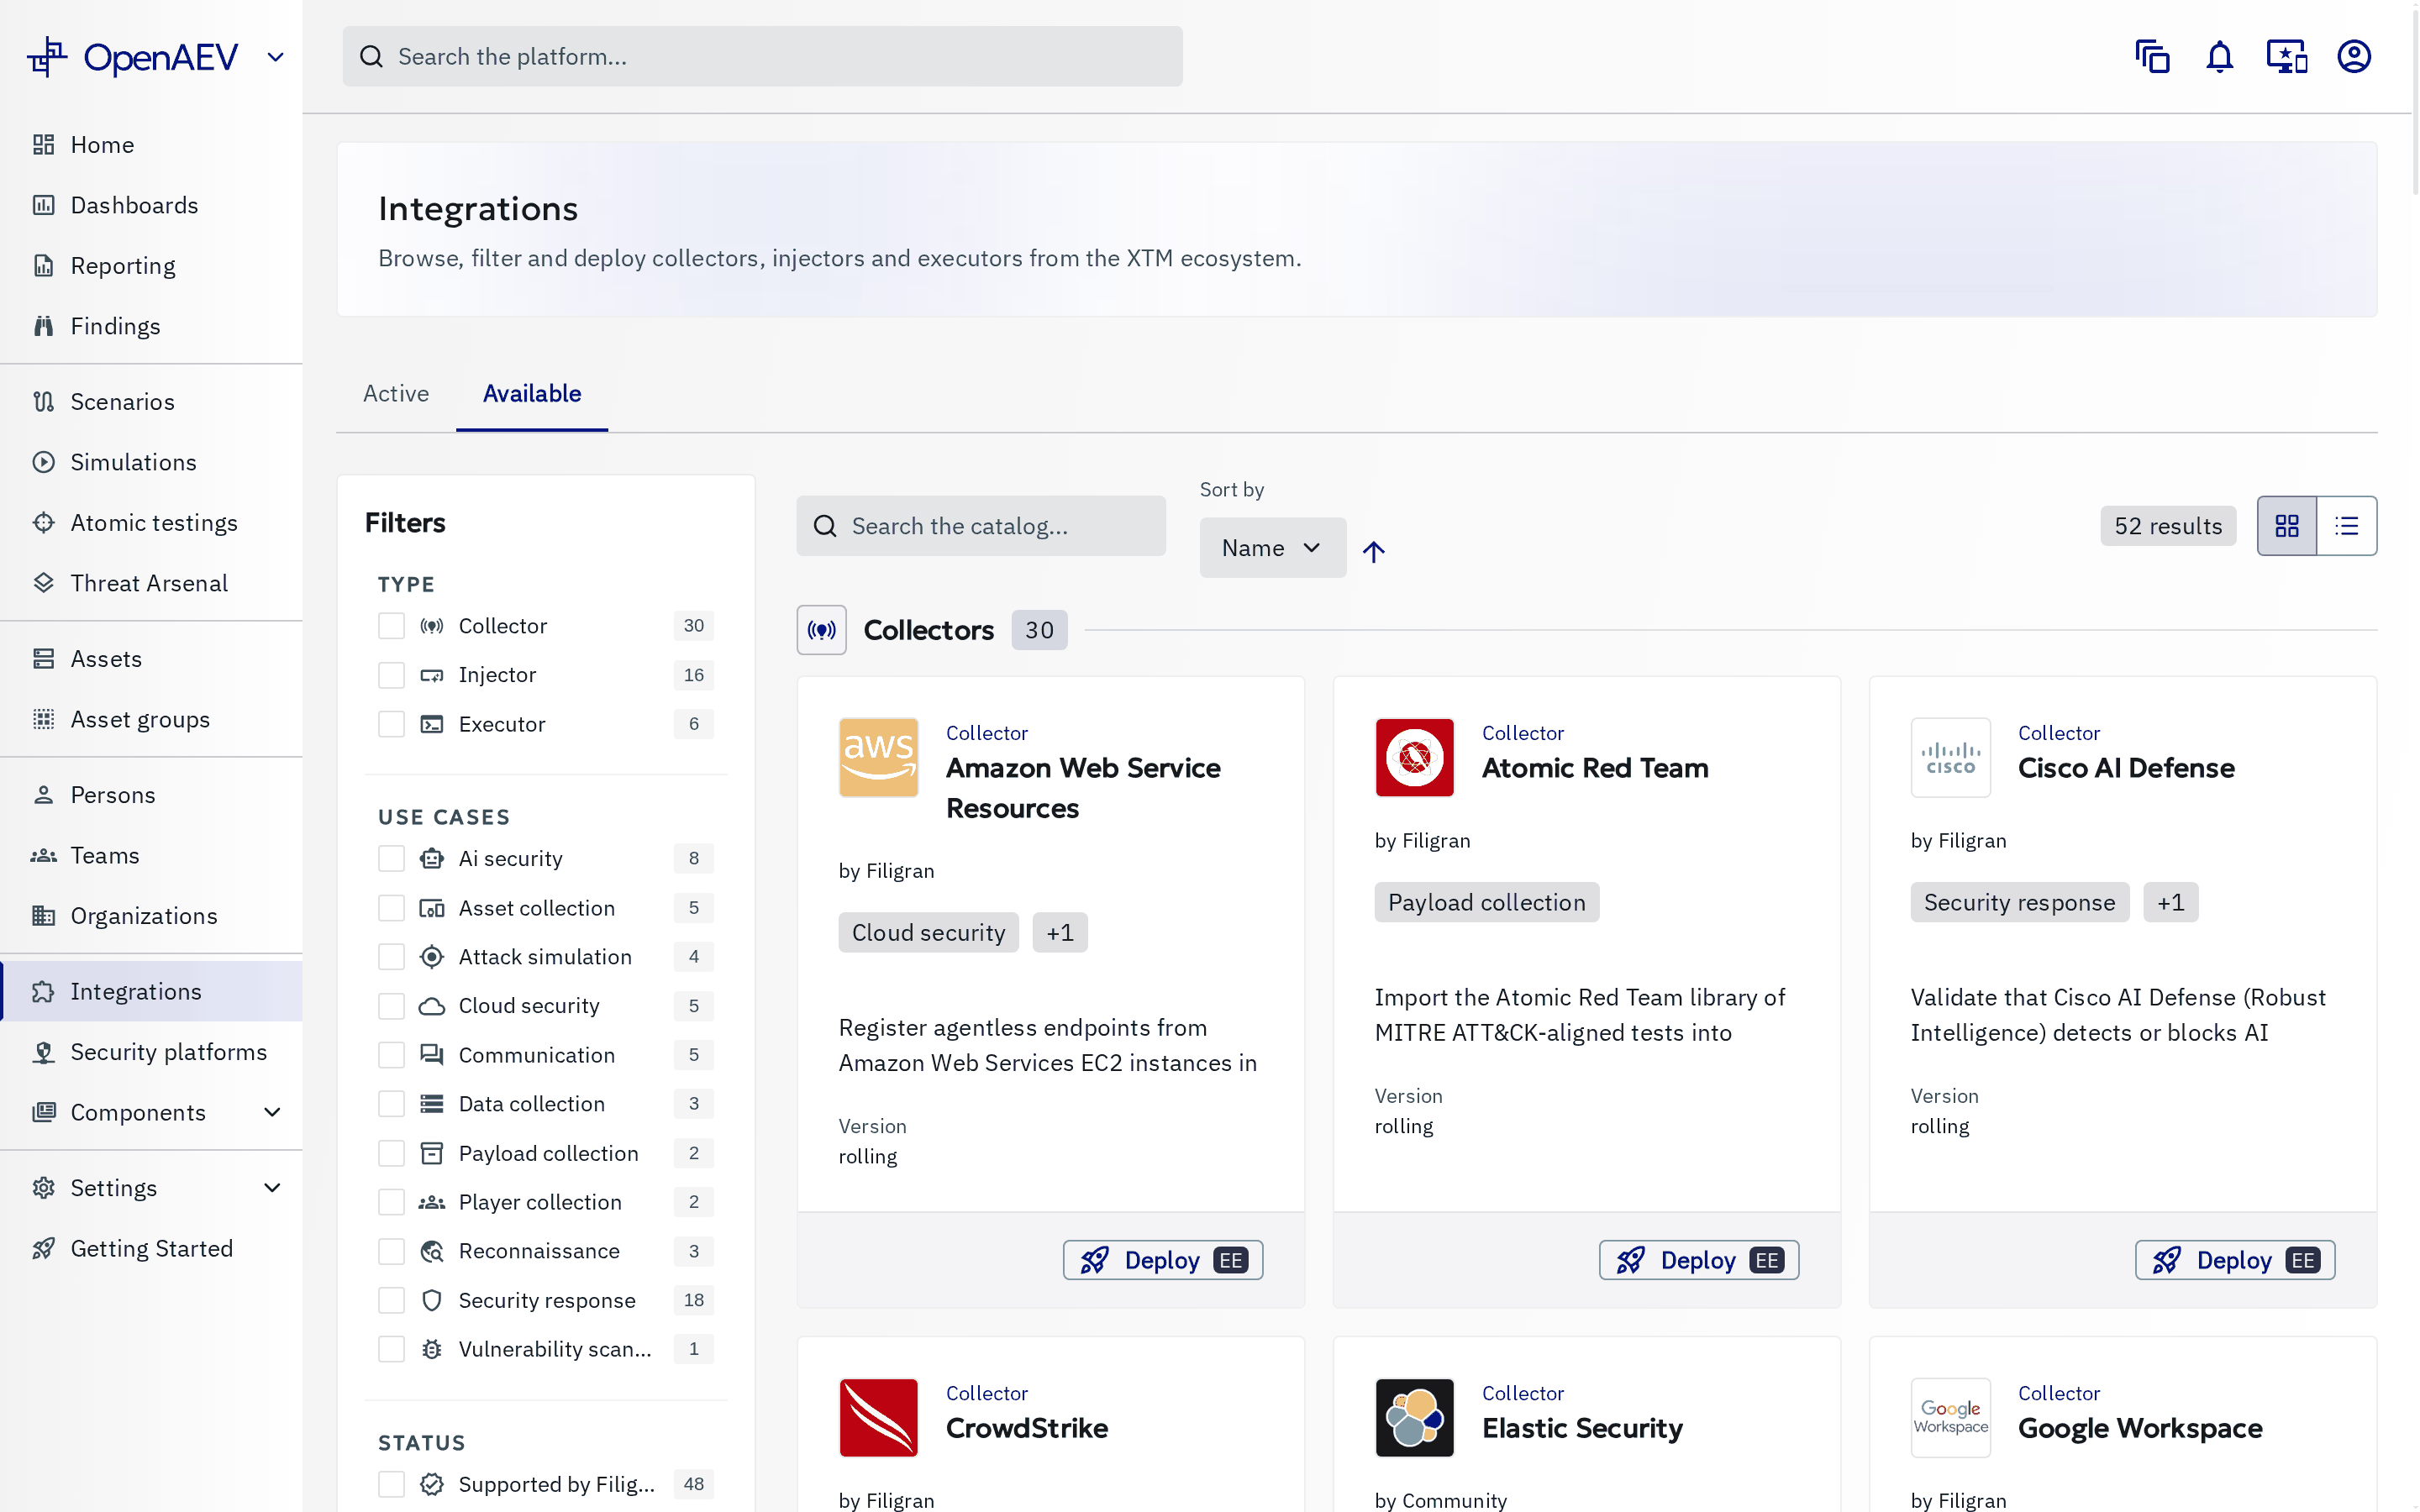 OpenAEV
Search the platform...
Home
Dashboards
Reporting
Findings
Scenarios
Simulations
Atomic testings
Threat Arsenal
Assets
Asset groups
Persons
Teams
Organizations
Integrations
Security platforms
Components
Settings
Getting Started
Integrations
Browse, filter and deploy collectors, injectors and executors from the XTM ecosystem.
Active
Available
Filters
TYPE
Collector 30
Injector 16
Executor 6
USE CASES
Ai security 8
Asset collection 5
Attack simulation 4
Cloud security 5
Communication 5
Data collection 3
Payload collection 2
Player collection 2
Reconnaissance 3
Security response 18
Vulnerability scan... 1
STATUS
Supported by Filig... 48
Search the catalog...
Sort by
Name
52 results
Collectors 30
aws
Collector
Amazon Web Service
Resources
by Filigran
Cloud security +1
Register agentless endpoints from
Amazon Web Services EC2 instances in
Version
rolling
Deploy EE
Collector
Atomic Red Team
by Filigran
Payload collection
Import the Atomic Red Team library of
MITRE ATT&CK-aligned tests into
Version
rolling
Deploy EE
CISCO
Collector
Cisco AI Defense
by Filigran
Security response +1
Validate that Cisco AI Defense (Robust
Intelligence) detects or blocks AI
Version
rolling
Deploy EE
Collector
CrowdStrike
by Filigran
Collector
Elastic Security
by Community
Google
Workspace
Collector
Google Workspace
by Filigran